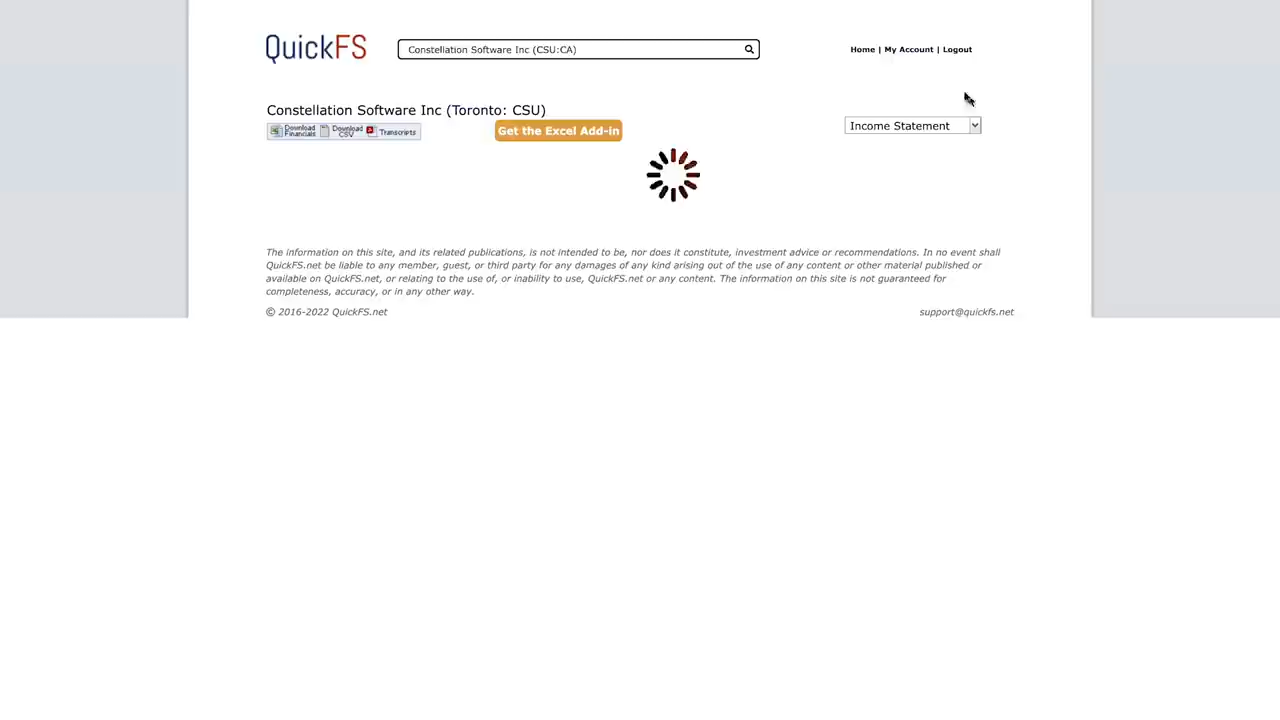 QuickFS
Constellation Software Inc (CSU:CA)
Home | My Account | Logout
Constellation Software Inc (Toronto: CSU)
Download Financials Download CSV Transcripts
Get the Excel Add-in
Income Statement
The information on this site, and its related publications, is not intended to be, nor does it constitute, investment advice or recommendations. In no event shall
QuickFS.net be liable to any member, guest, or third party for any damages of any kind arising out of the use of any content or other material published or
available on QuickFS.net, or relating to the use of, or inability to use, QuickFS.net or any content. The information on this site is not guaranteed for
completeness, accuracy, or in any other way.
© 2016-2022 QuickFS.net
support@quickfs.net